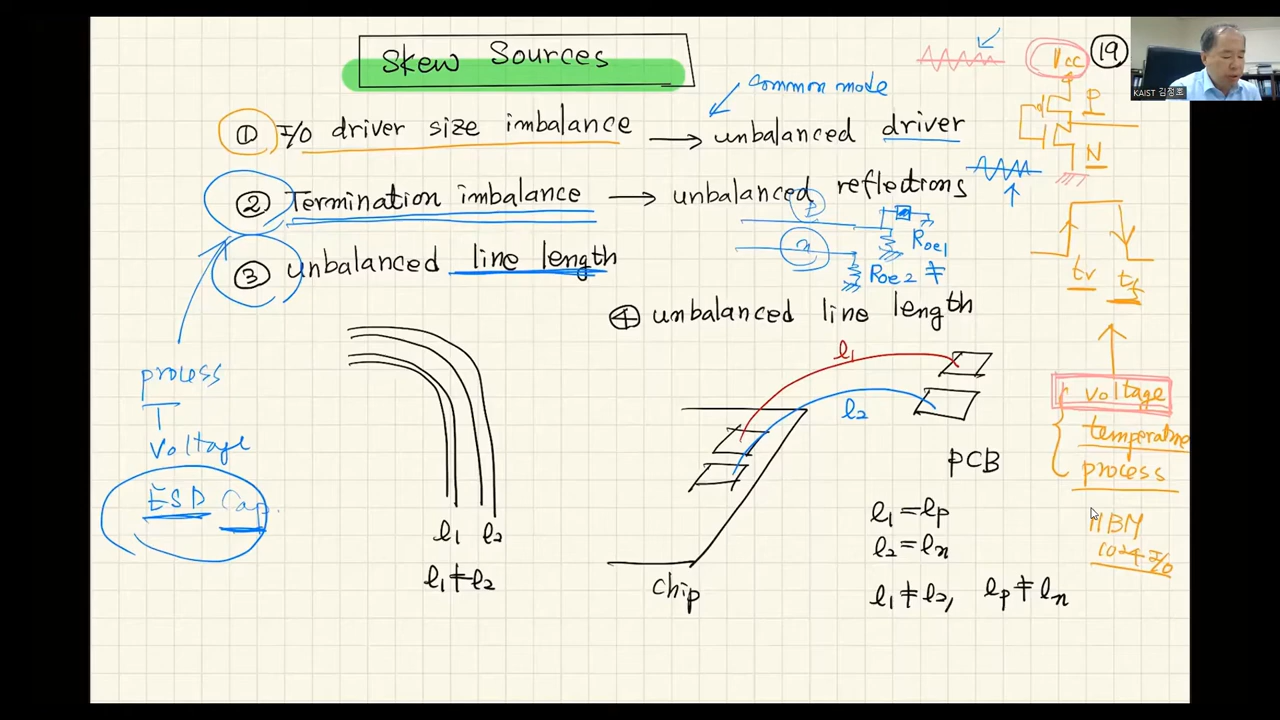 Skew Sources
Vcc
19
KAIST 김정호
common mode
P
① I/O driver size imbalance → unbalanced driver
N
② Termination imbalance → unbalanced reflections
p
n
Roe1
Roe2 ≠
③ unbalanced line length
tr
tf
④ unbalanced line length
l1
l2
process
T
voltage
ESD Cap.
voltage
temperature
process
HBM
1024 I/O
PCB
l1 l2
l1 ≠ l2
chip
l1 = lp
l2 = ln
l1 ≠ l2, lp ≠ ln